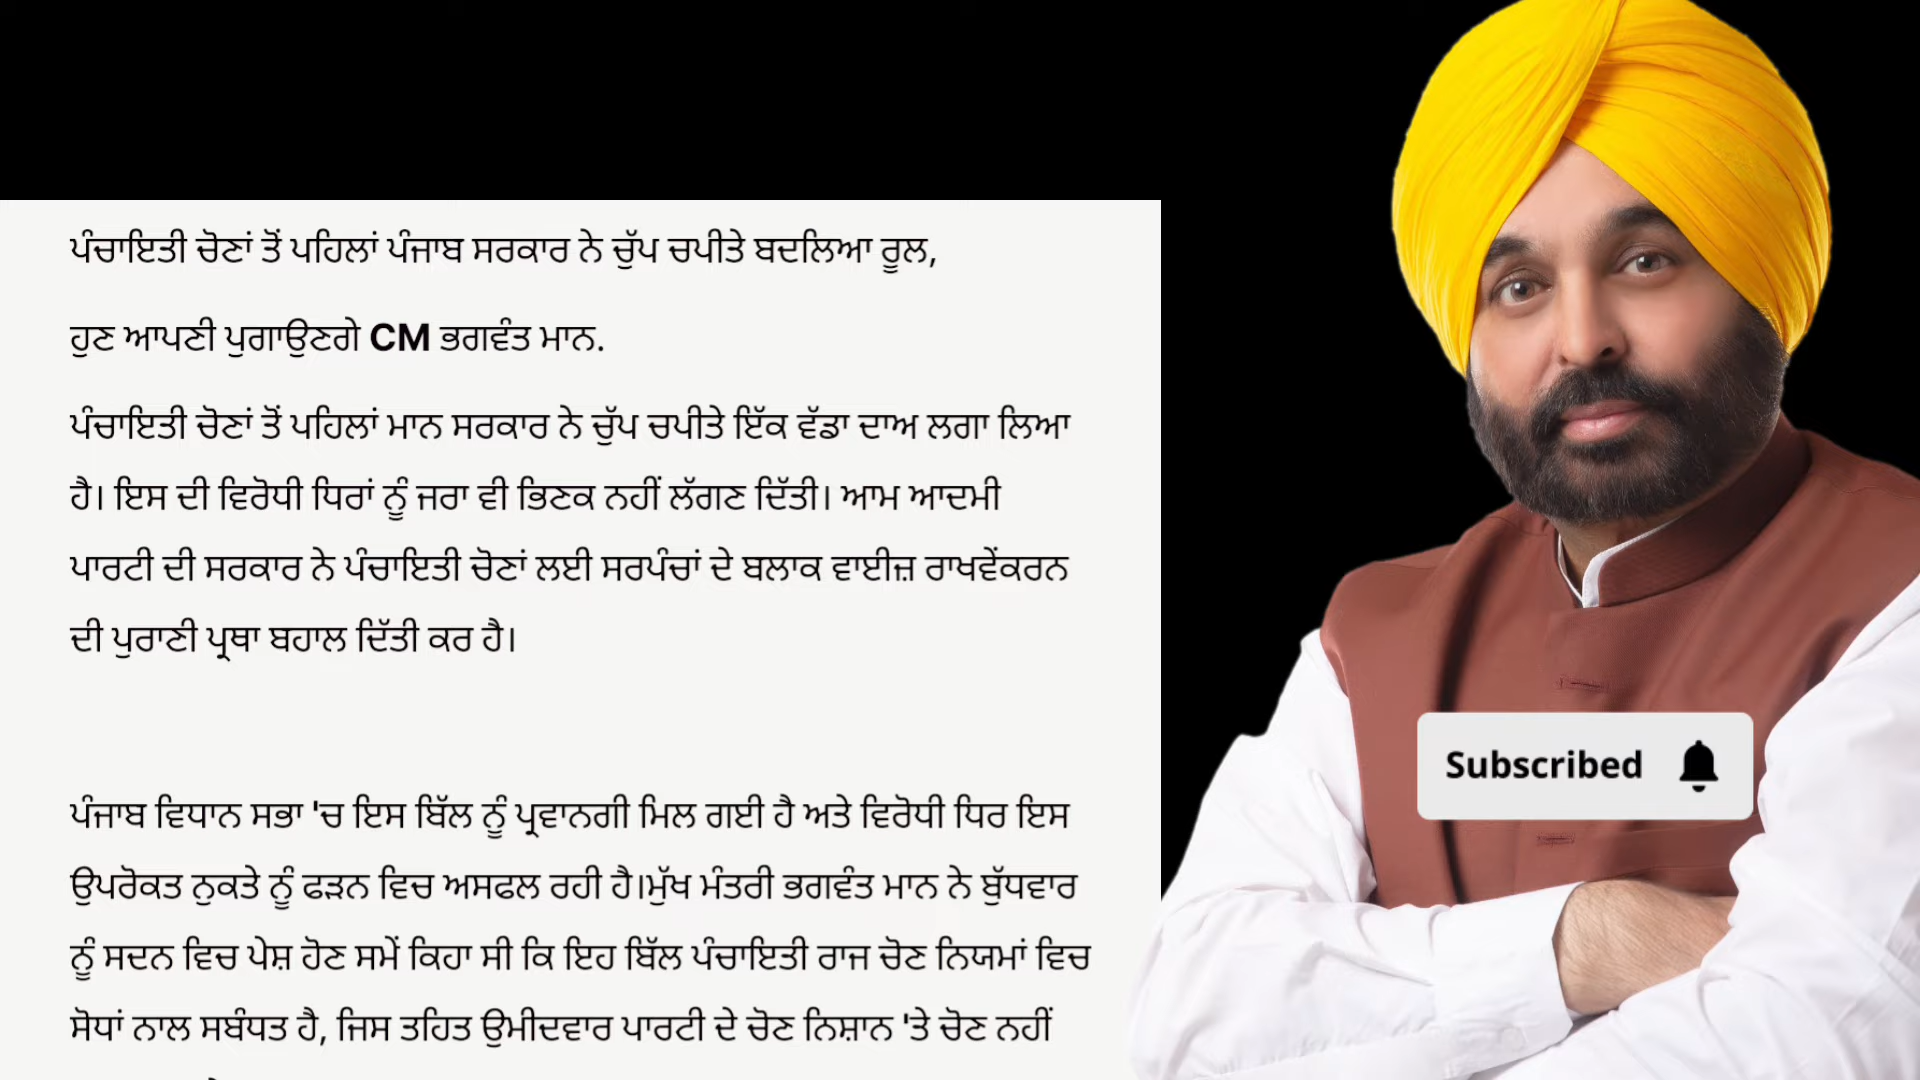 ਪੰਚਾਇਤੀ ਚੋਣਾਂ ਤੋਂ ਪਹਿਲਾਂ ਪੰਜਾਬ ਸਰਕਾਰ ਨੇ ਚੁੱਪ ਚਪੀਤੇ ਬਦਲਿਆ ਰੂਲ,
ਹੁਣ ਆਪਣੀ ਪੁਗਾਉਣਗੇ CM ਭਗਵੰਤ ਮਾਨ.
ਪੰਚਾਇਤੀ ਚੋਣਾਂ ਤੋਂ ਪਹਿਲਾਂ ਮਾਨ ਸਰਕਾਰ ਨੇ ਚੁੱਪ ਚਪੀਤੇ ਇੱਕ ਵੱਡਾ ਦਾਅ ਲਗਾ ਲਿਆ
ਹੈ। ਇਸ ਦੀ ਵਿਰੋਧੀ ਧਿਰਾਂ ਨੂੰ ਜਰਾ ਵੀ ਭਿਣਕ ਨਹੀਂ ਲੱਗਣ ਦਿੱਤੀ। ਆਮ ਆਦਮੀ
ਪਾਰਟੀ ਦੀ ਸਰਕਾਰ ਨੇ ਪੰਚਾਇਤੀ ਚੋਣਾਂ ਲਈ ਸਰਪੰਚਾਂ ਦੇ ਬਲਾਕ ਵਾਈਜ਼ ਰਾਖਵੇਂਕਰਨ
ਦੀ ਪੁਰਾਣੀ ਪ੍ਰਥਾ ਬਹਾਲ ਦਿੱਤੀ ਕਰ ਹੈ।
ਪੰਜਾਬ ਵਿਧਾਨ ਸਭਾ 'ਚ ਇਸ ਬਿੱਲ ਨੂੰ ਪ੍ਰਵਾਨਗੀ ਮਿਲ ਗਈ ਹੈ ਅਤੇ ਵਿਰੋਧੀ ਧਿਰ ਇਸ
ਉਪਰੋਕਤ ਨੁਕਤੇ ਨੂੰ ਫੜਨ ਵਿਚ ਅਸਫਲ ਰਹੀ ਹੈ।ਮੁੱਖ ਮੰਤਰੀ ਭਗਵੰਤ ਮਾਨ ਨੇ ਬੁੱਧਵਾਰ
ਨੂੰ ਸਦਨ ਵਿਚ ਪੇਸ਼ ਹੋਣ ਸਮੇਂ ਕਿਹਾ ਸੀ ਕਿ ਇਹ ਬਿੱਲ ਪੰਚਾਇਤੀ ਰਾਜ ਚੋਣ ਨਿਯਮਾਂ ਵਿਚ
ਸੋਧਾਂ ਨਾਲ ਸਬੰਧਤ ਹੈ, ਜਿਸ ਤਹਿਤ ਉਮੀਦਵਾਰ ਪਾਰਟੀ ਦੇ ਚੋਣ ਨਿਸ਼ਾਨ 'ਤੇ ਚੋਣ ਨਹੀਂ
Subscribed